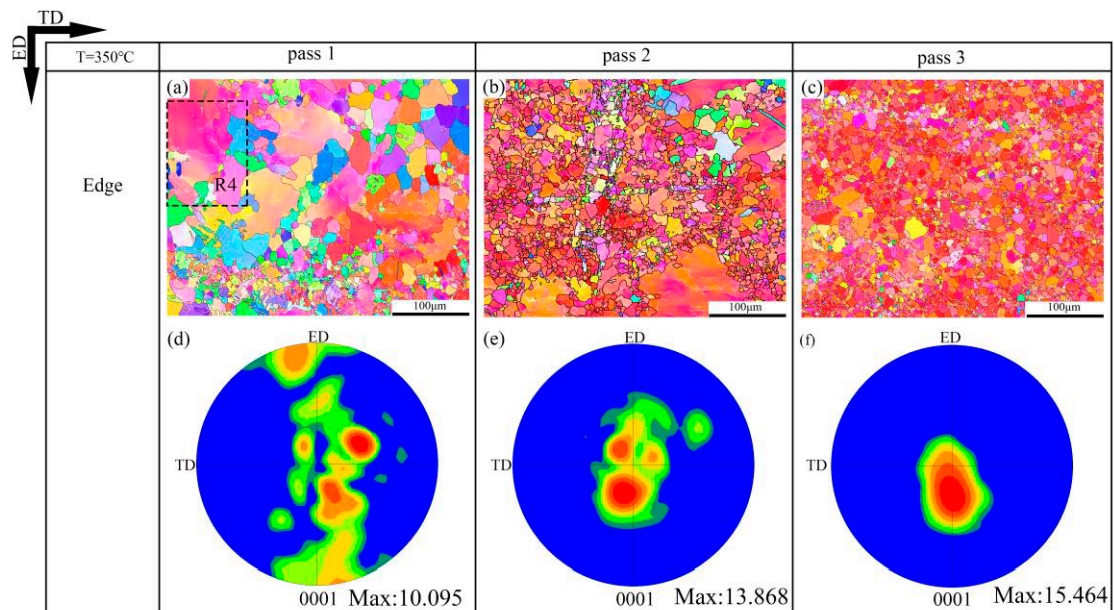 TD
ED
T=350℃
pass 1
pass 2
pass 3
Edge
(a)
R4
100μm
(b)
100μm
(c)
100μm
(d)
ED
TD
0001
Max:10.095
(e)
ED
TD
0001
Max:13.868
(f)
ED
TD
0001
Max:15.464